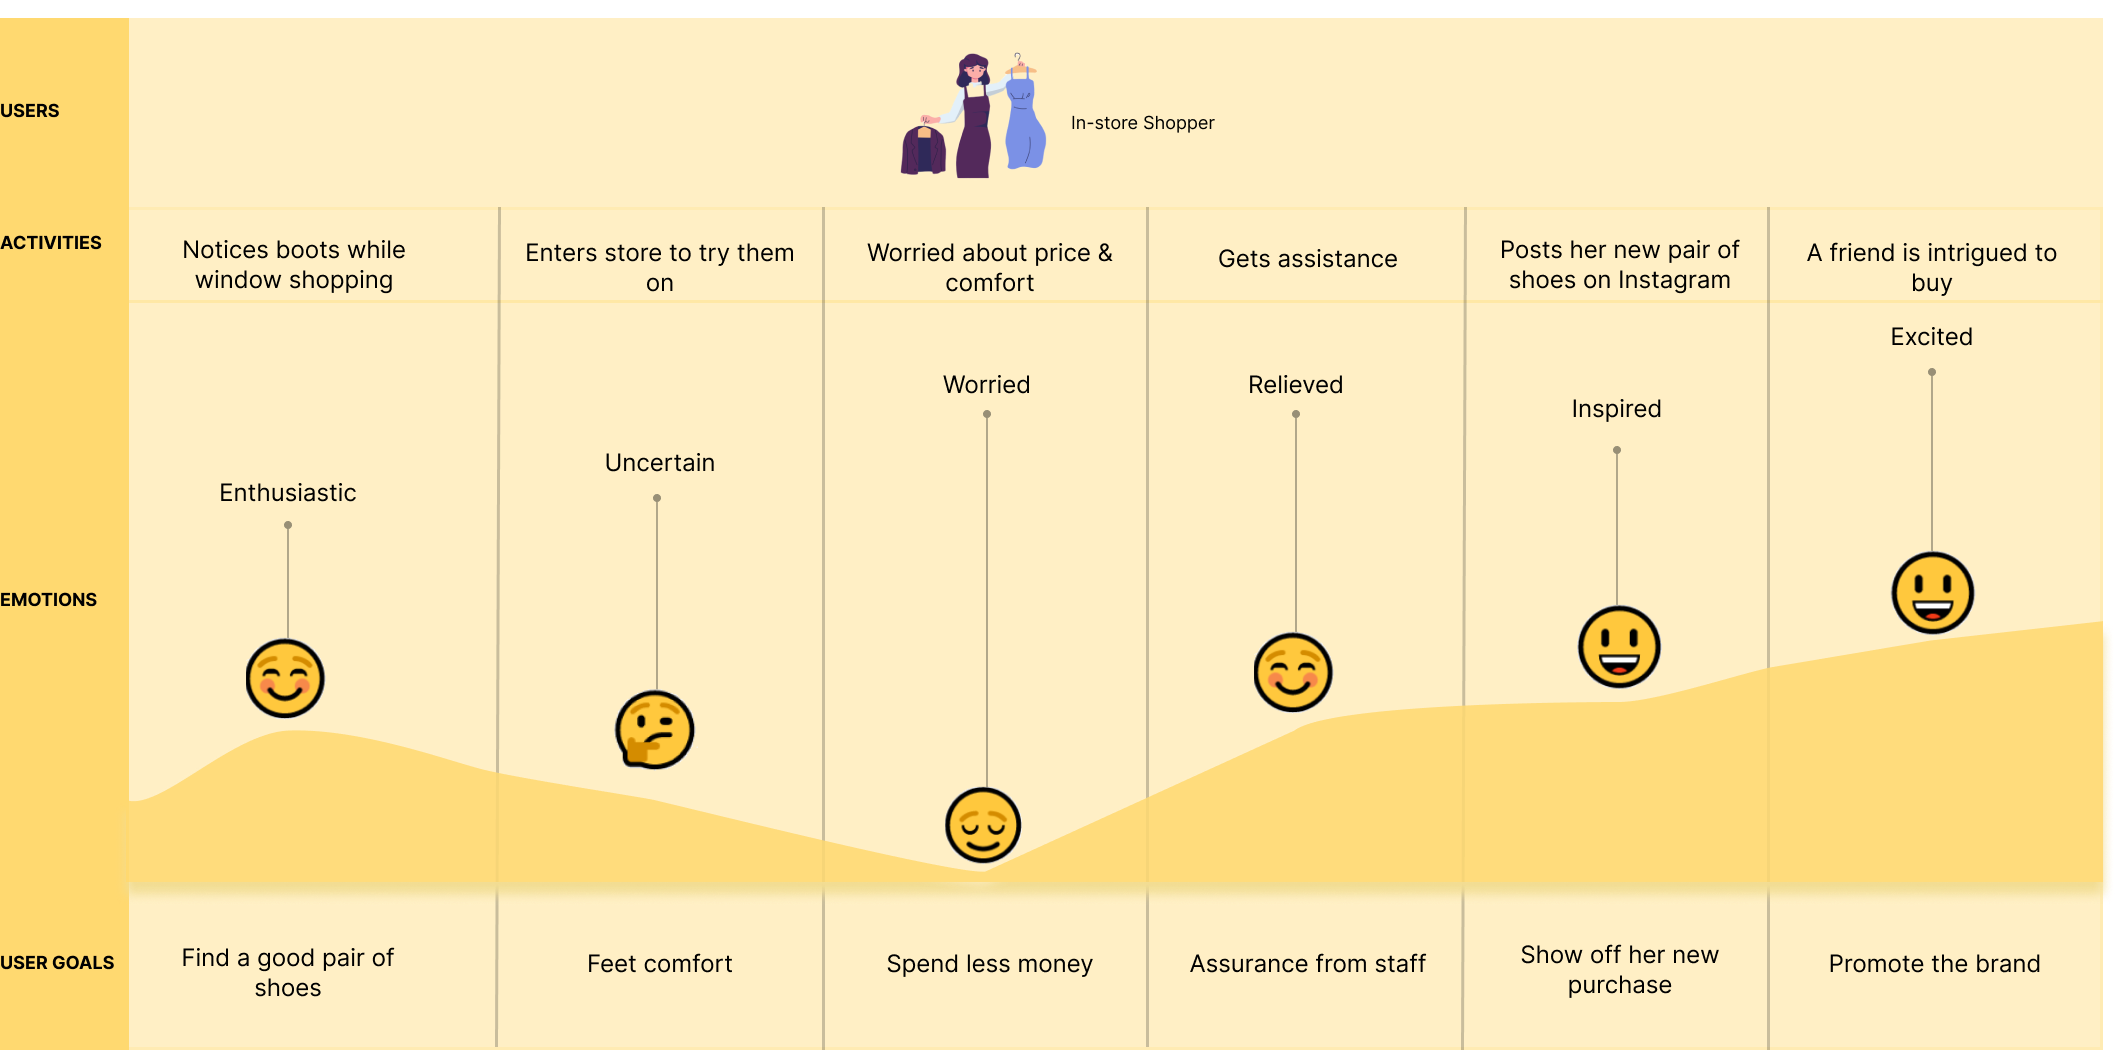 USERS
In-store Shopper
ACTIVITIES
Notices boots while
window shopping
Enters store to try them
on
Worried about price &
comfort
Gets assistance
Posts her new pair of
shoes on Instagram
A friend is intrigued to
buy
EMOTIONS
Enthusiastic
Uncertain
Worried
Relieved
Inspired
Excited
USER GOALS
Find a good pair of
shoes
Feet comfort
Spend less money
Assurance from staff
Show off her new
purchase
Promote the brand